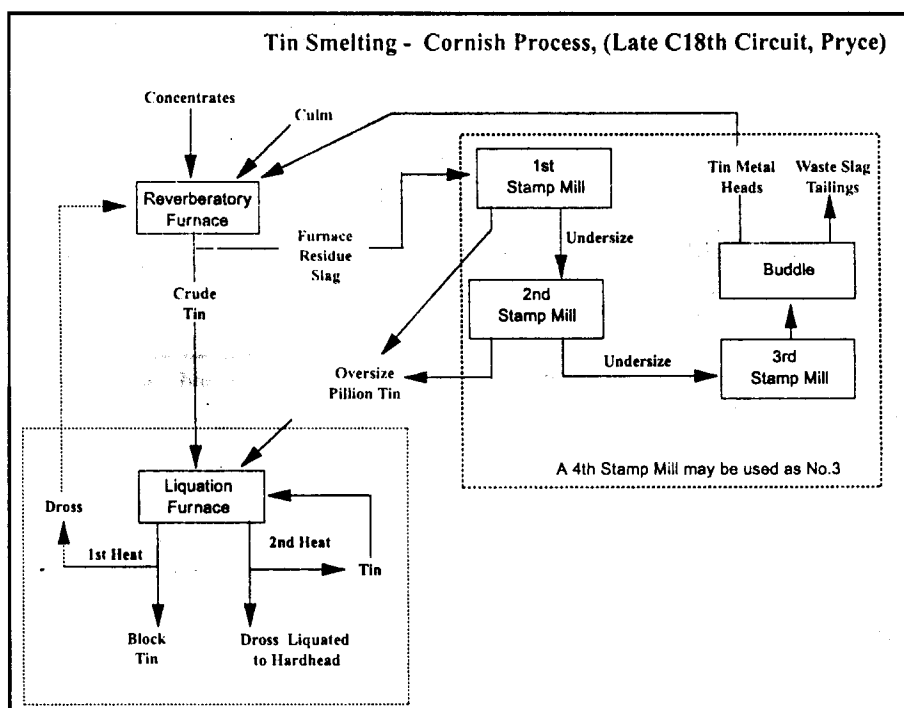 Tin Smelting - Cornish Process, (Late C18th Circuit, Pryce)
Concentrates
Culm
Reverberatory
Furnace
Furnace
Residue
Slag
Crude
Tin
1st
Stamp Mill
Undersize
2nd
Stamp Mill
Undersize
Oversize
Pillion Tin
Tin Metal
Heads
Waste Slag
Tailings
Buddle
3rd
Stamp Mill
A 4th Stamp Mill may be used as No.3
Liquation
Furnace
Dross
1st Heat
2nd Heat
Tin
Block
Tin
Dross Liquated
to Hardhead